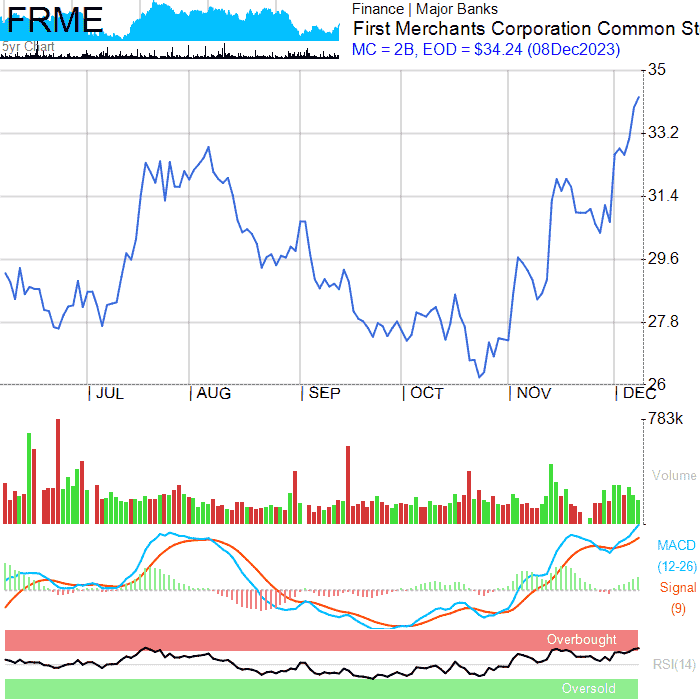 FRME
5yr Chart
Finance | Major Banks
First Merchants Corporation Common St
MC = 2B, EOD = $34.24 (08Dec2023)
35
33.2
31.4
29.6
27.8
26
JUL AUG SEP OCT NOV DEC
783k
Volume
MACD
(12-26)
Signal
(9)
Overbought
RSI(14)
Oversold